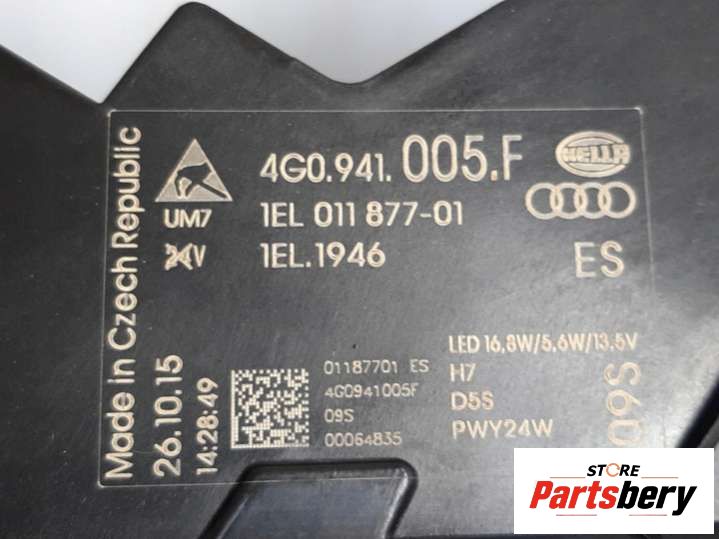 Made in Czech Republic
26.10.15
14:28:49
UM7
24V
4G0.941.005.F
HELLA
1EL 011 877-01
1EL.1946
ES
01187701 ES
4G0941005F
09S
00064835
LED 16,8W/5,6W/13,5V
H7
D5S
PWY24W
09S
STORE
Partsbery